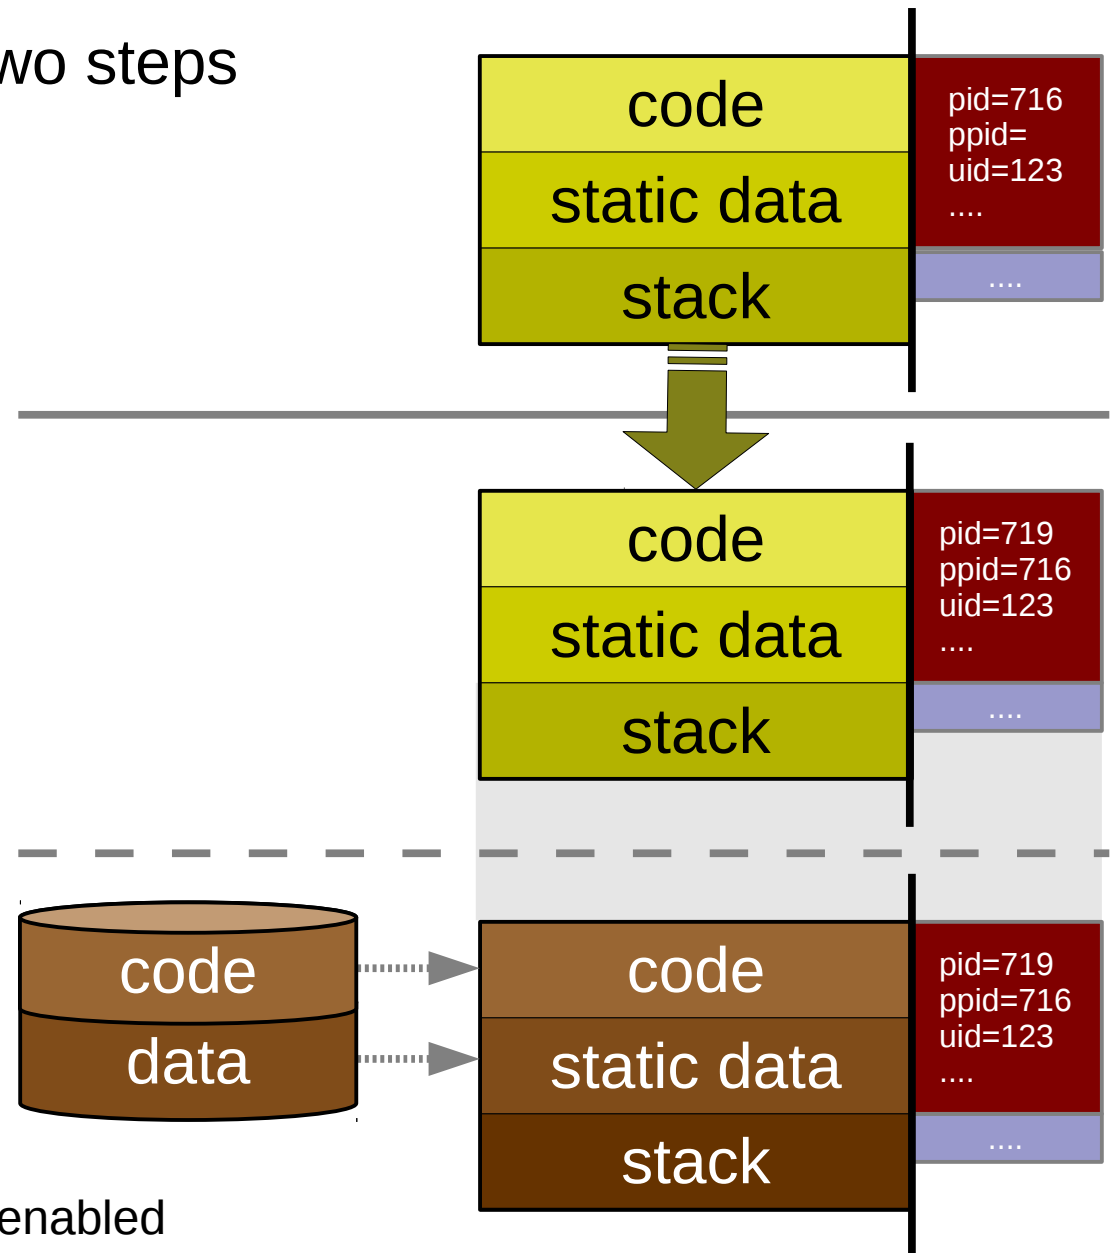 wo steps
code
static data
stack
pid=716
ppid=
uid=123
....
....
code
static data
stack
pid=719
ppid=716
uid=123
....
....
code
data
code
static data
stack
pid=719
ppid=716
uid=123
....
....
enabled